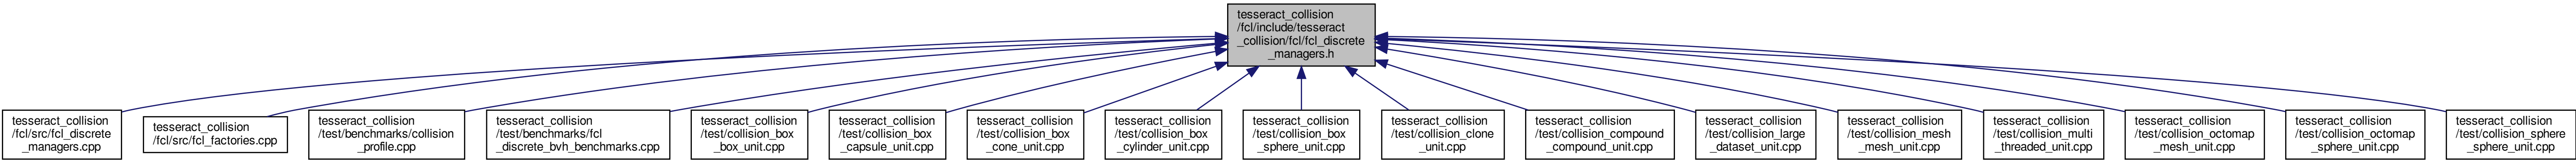 tesseract_collision
/fcl/include/tesseract
_collision/fcl/fcl_discrete
_managers.h
tesseract_collision
/fcl/src/fcl_discrete
_managers.cpp
tesseract_collision
/fcl/src/fcl_factories.cpp
tesseract_collision
/test/benchmarks/collision
_profile.cpp
tesseract_collision
/test/benchmarks/fcl
_discrete_bvh_benchmarks.cpp
tesseract_collision
/test/collision_box
_box_unit.cpp
tesseract_collision
/test/collision_box
_capsule_unit.cpp
tesseract_collision
/test/collision_box
_cone_unit.cpp
tesseract_collision
/test/collision_box
_cylinder_unit.cpp
tesseract_collision
/test/collision_box
_sphere_unit.cpp
tesseract_collision
/test/collision_clone
_unit.cpp
tesseract_collision
/test/collision_compound
_compound_unit.cpp
tesseract_collision
/test/collision_large
_dataset_unit.cpp
tesseract_collision
/test/collision_mesh
_mesh_unit.cpp
tesseract_collision
/test/collision_multi
_threaded_unit.cpp
tesseract_collision
/test/collision_octomap
_mesh_unit.cpp
tesseract_collision
/test/collision_octomap
_sphere_unit.cpp
tesseract_collision
/test/collision_sphere
_sphere_unit.cpp